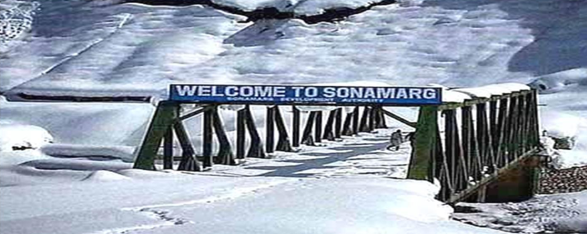 WELCOME TO SONAMARG
SONAMARG DEVELOPMENT AUTHORITY